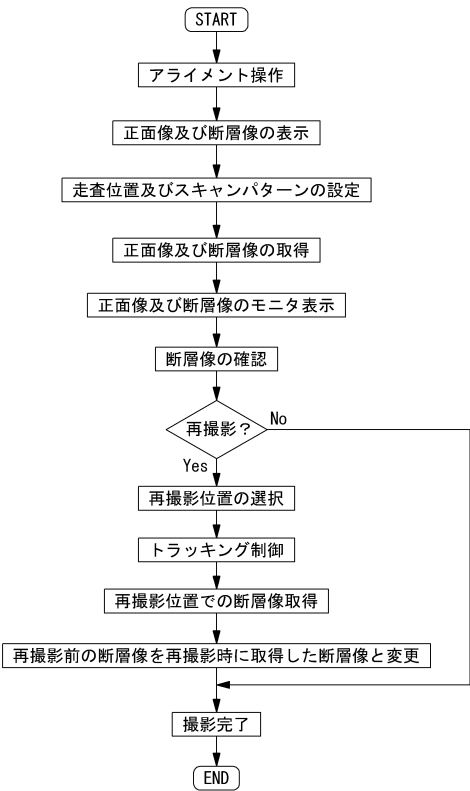 START
アライメント操作
正面像及び断層像の表示
走査位置及びスキャンパターンの設定
正面像及び断層像の取得
正面像及び断層像のモニタ表示
断層像の確認
再撮影?
No
Yes
再撮影位置の選択
トラッキング制御
再撮影位置での断層像取得
再撮影前の断層像を再撮影時に取得した断層像と変更
撮影完了
END